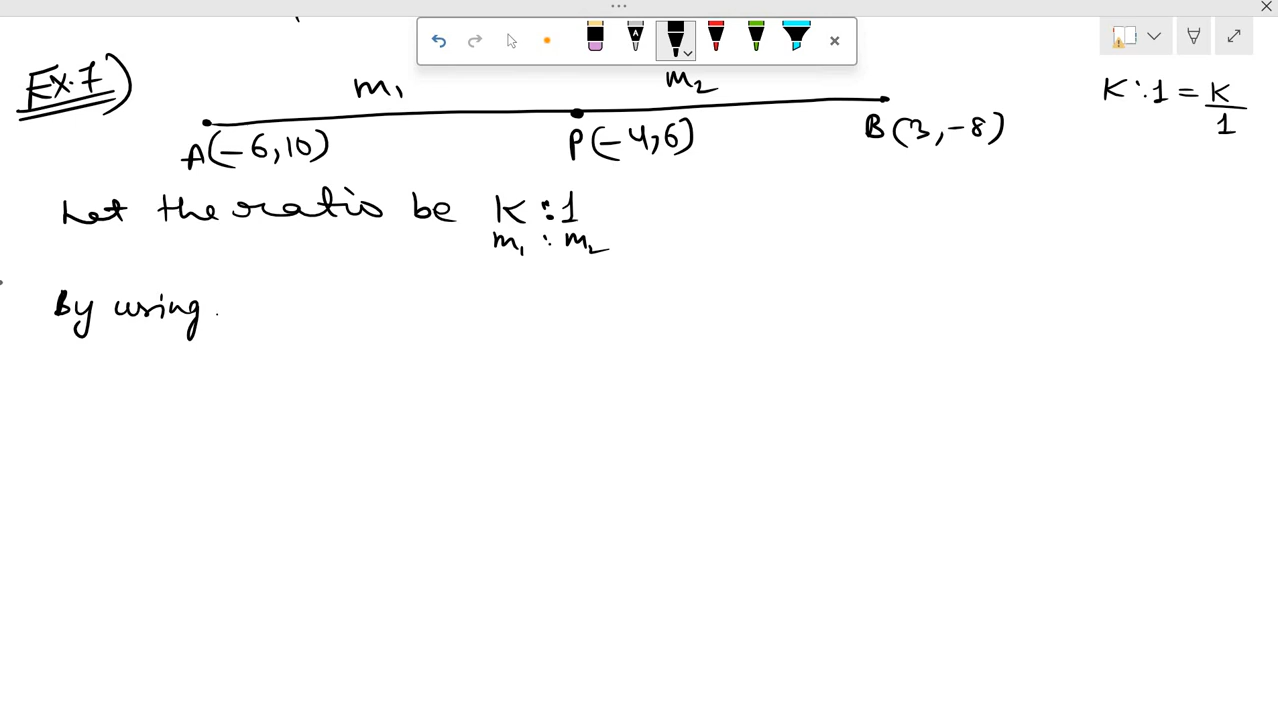 Ex.7)
m₁ m₂
K:1 = K/1
A(-6,10) P(-4,6) B(3,-8)
Let the ratio be K:1
m₁ : m₂
By using